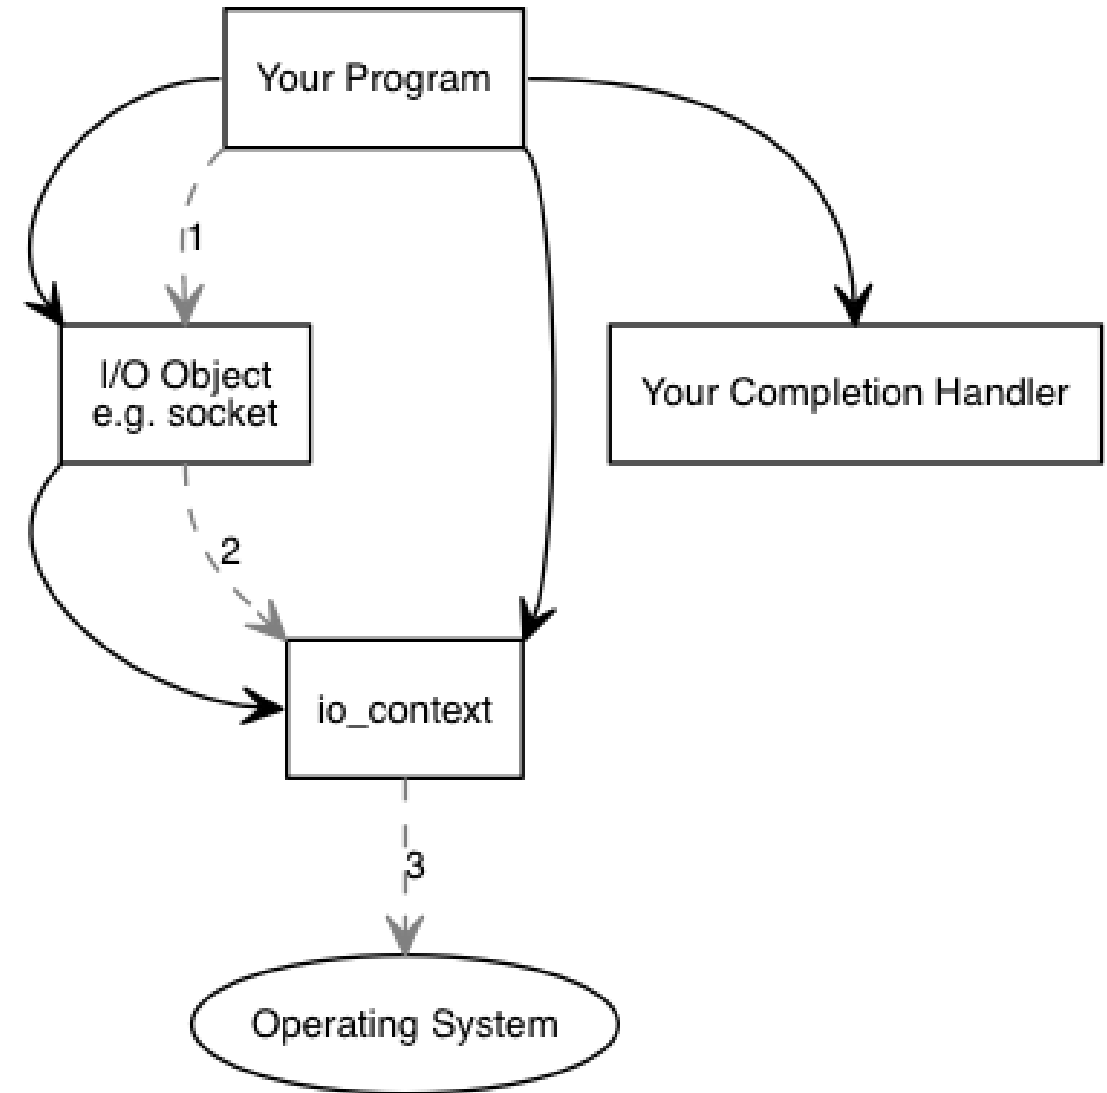 Your Program
1
I/O Object
e.g. socket
Your Completion Handler
2
io_context
3
Operating System